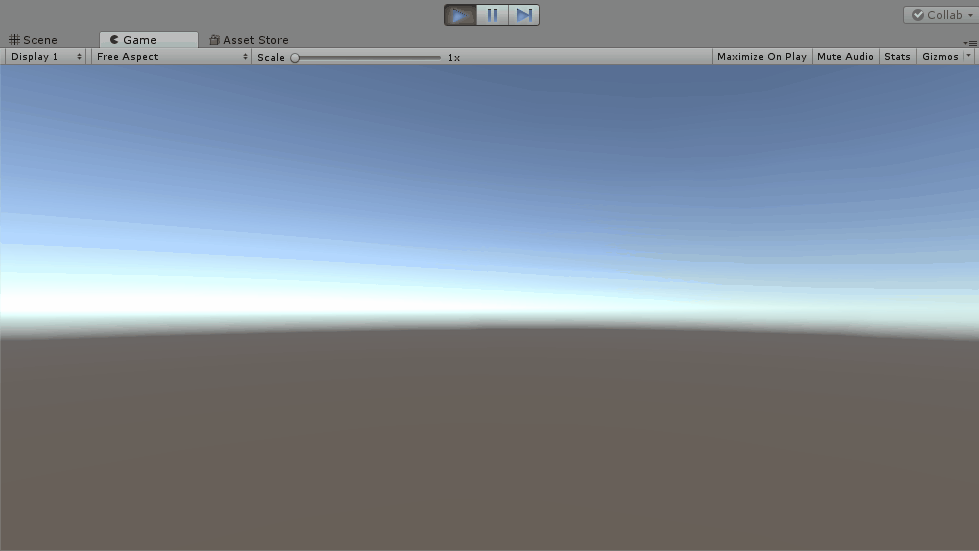 Collab
Scene Game Asset Store
Display 1 Free Aspect Scale 1x Maximize On Play Mute Audio Stats Gizmos